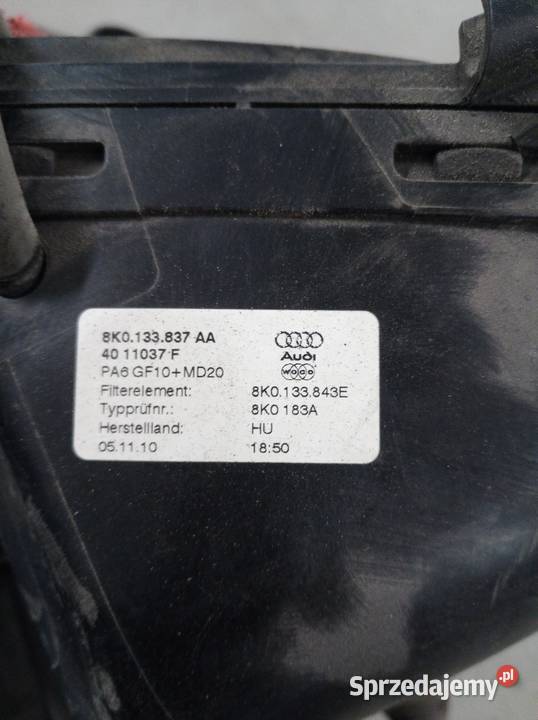 8K0.133.837 AA
40 11037 F
Audi
PA6 GF10+MD20
WOCO
Filterelement: 8K0.133.843E
Typprüfnr.: 8K0 183A
Herstellland: HU
05.11.10 18:50
Sprzedajemy.pl